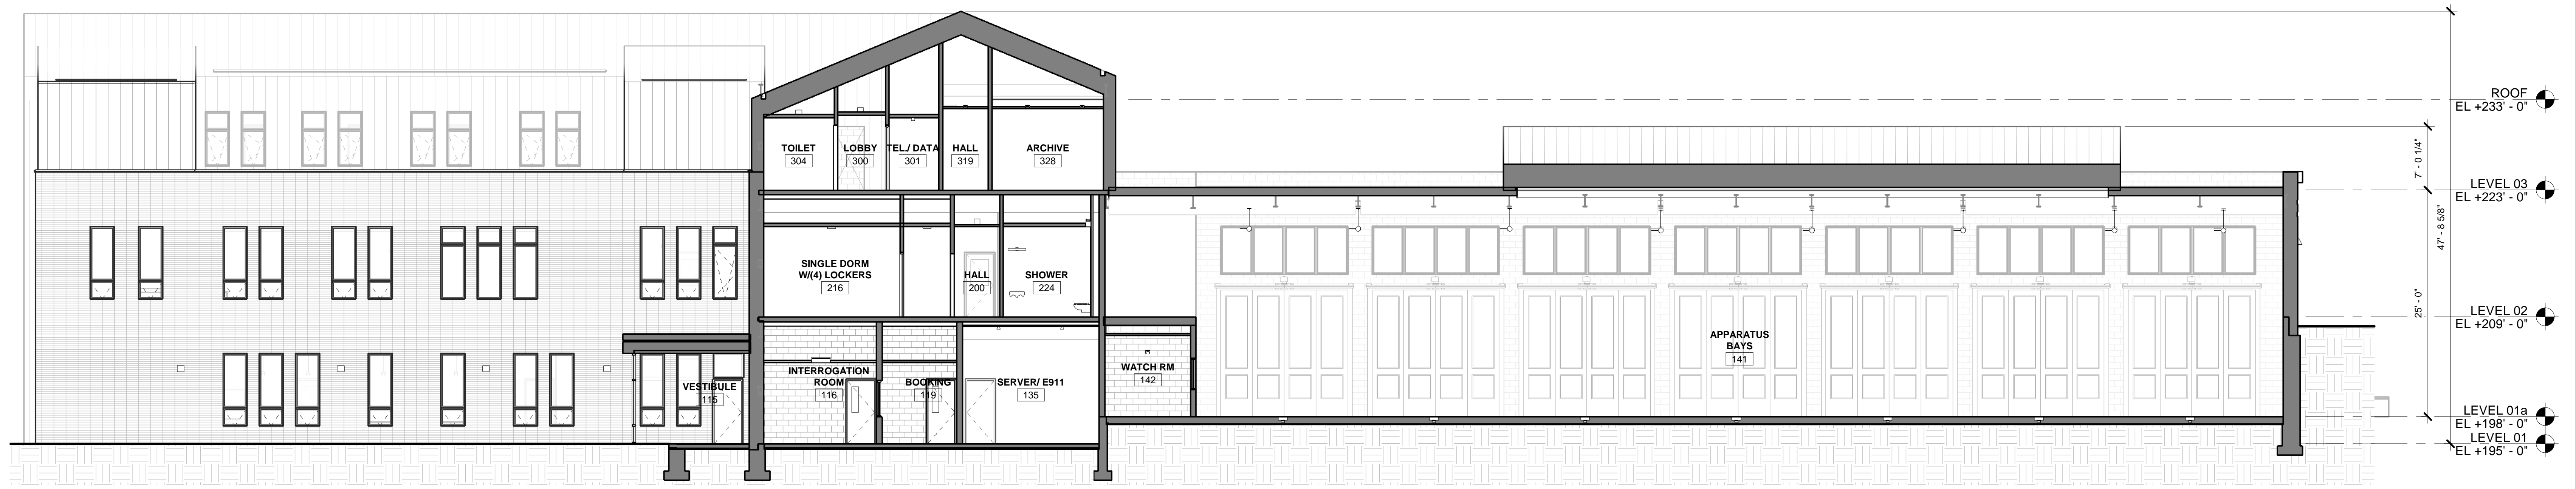 ROOF
EL +233' - 0"
TOILET
304
LOBBY
300
TEL./ DATA
301
HALL
319
ARCHIVE
328
7' - 0 1/4"
LEVEL 03
EL +223' - 0"
47' - 8 5/8"
SINGLE DORM
W/(4) LOCKERS
216
HALL
200
SHOWER
224
25' - 0"
LEVEL 02
EL +209' - 0"
APPARATUS
BAYS
141
VESTIBULE
115
INTERROGATION
ROOM
116
BOOKING
119
SERVER/ E911
135
WATCH RM
142
LEVEL 01a
EL +198' - 0"
LEVEL 01
EL +195' - 0"